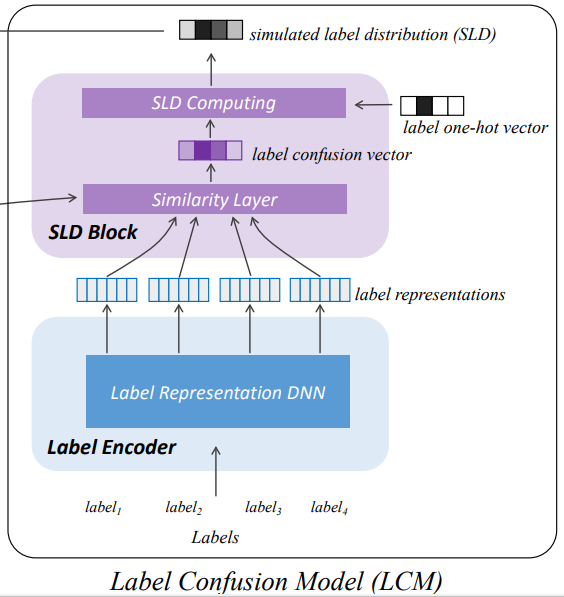 simulated label distribution (SLD)
SLD Computing
label one-hot vector
label confusion vector
Similarity Layer
SLD Block
label representations
Label Representation DNN
Label Encoder
label₁ label₂ label₃ label₄
Labels
Label Confusion Model (LCM)